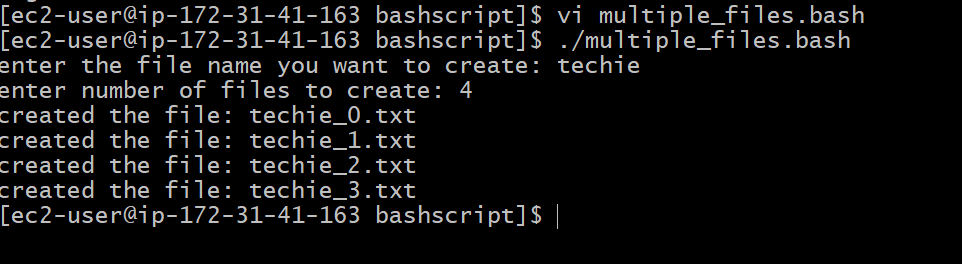 [ec2-user@ip-172-31-41-163 bashscript]$ vi multiple_files.bash
[ec2-user@ip-172-31-41-163 bashscript]$ ./multiple_files.bash
enter the file name you want to create: techie
enter number of files to create: 4
created the file: techie_0.txt
created the file: techie_1.txt
created the file: techie_2.txt
created the file: techie_3.txt
[ec2-user@ip-172-31-41-163 bashscript]$